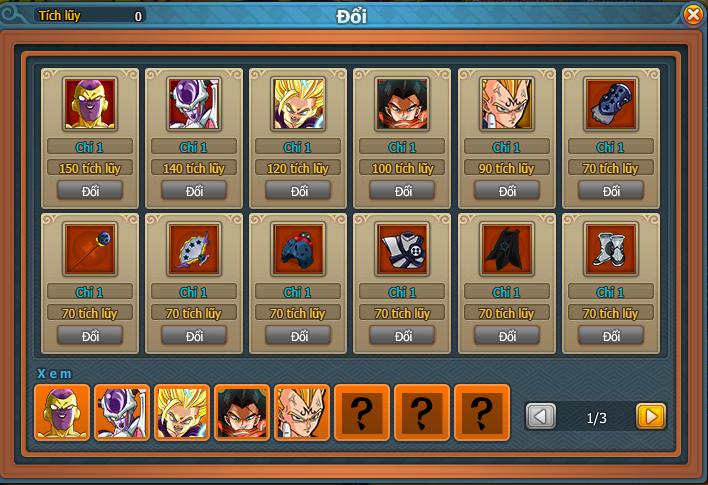 Tích lũy 0
Đổi
Chỉ 1
Chỉ 1
Chỉ 1
Chỉ 1
Chỉ 1
Chỉ 1
150 tích lũy
140 tích lũy
120 tích lũy
100 tích lũy
90 tích lũy
70 tích lũy
Đổi
Đổi
Đổi
Đổi
Đổi
Đổi
Chỉ 1
Chỉ 1
Chỉ 1
Chỉ 1
Chỉ 1
Chỉ 1
70 tích lũy
70 tích lũy
70 tích lũy
70 tích lũy
70 tích lũy
70 tích lũy
Đổi
Đổi
Đổi
Đổi
Đổi
Đổi
Xem
? ? ?
1/3